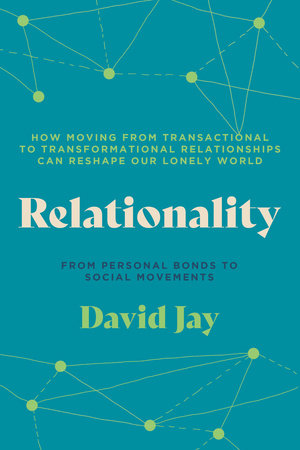 HOW MOVING FROM TRANSACTIONAL
TO TRANSFORMATIONAL RELATIONSHIPS
CAN RESHAPE OUR LONELY WORLD
Relationality
FROM PERSONAL BONDS TO
SOCIAL MOVEMENTS
David Jay